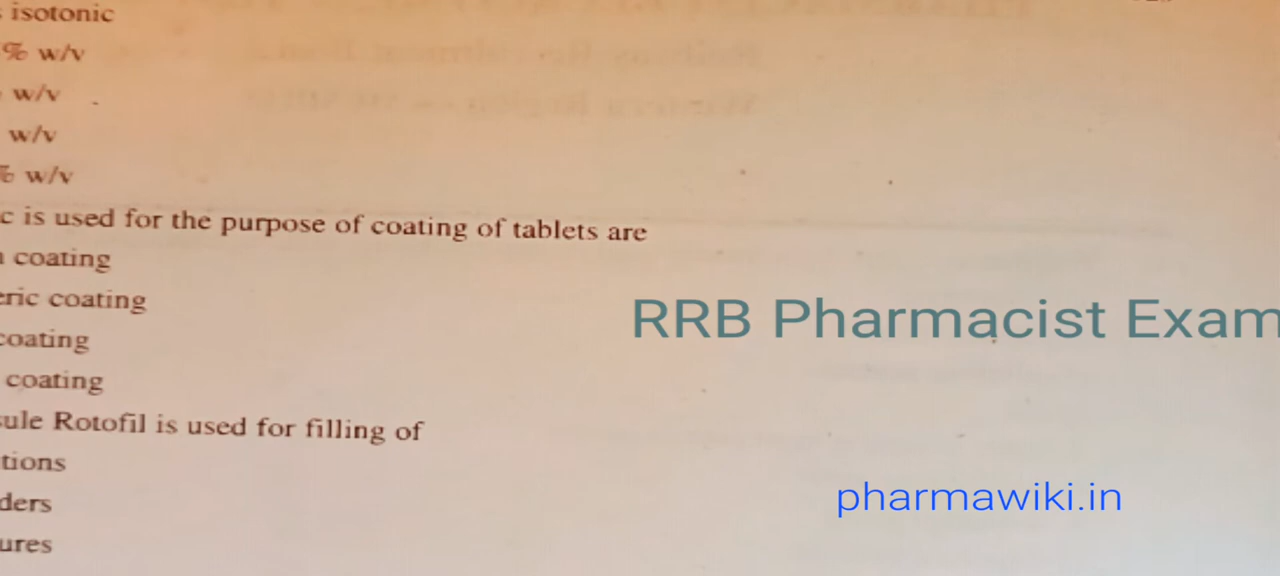 isotonic
% w/v
w/v
w/v
% w/v
c is used for the purpose of coating of tablets are
coating
eric coating
coating
coating
sule Rotofil is used for filling of
tions
ders
ures
RRB Pharmacist Exam
pharmawiki.in